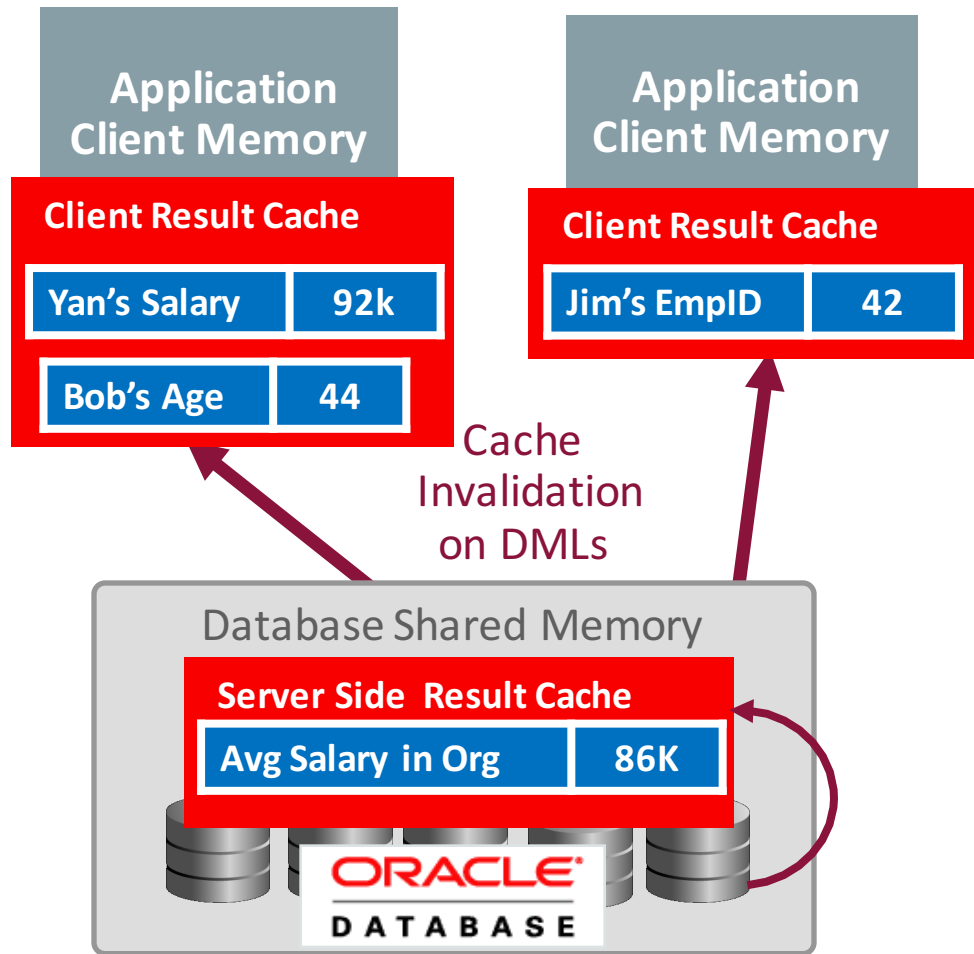 Application
Client Memory
Client Result Cache
Yan’s Salary 92k
Bob’s Age 44
Application
Client Memory
Client Result Cache
Jim’s EmpID 42
Cache
Invalidation
on DMLs
Database Shared Memory
Server Side Result Cache
Avg Salary in Org 86K
ORACLE®
DATABASE